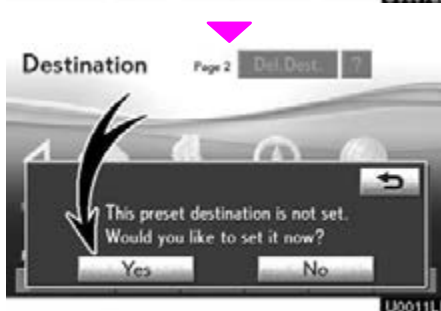 Destination Page 2 Del.Dest. ?
This preset destination is not set.
Would you like to set it now?
Yes No